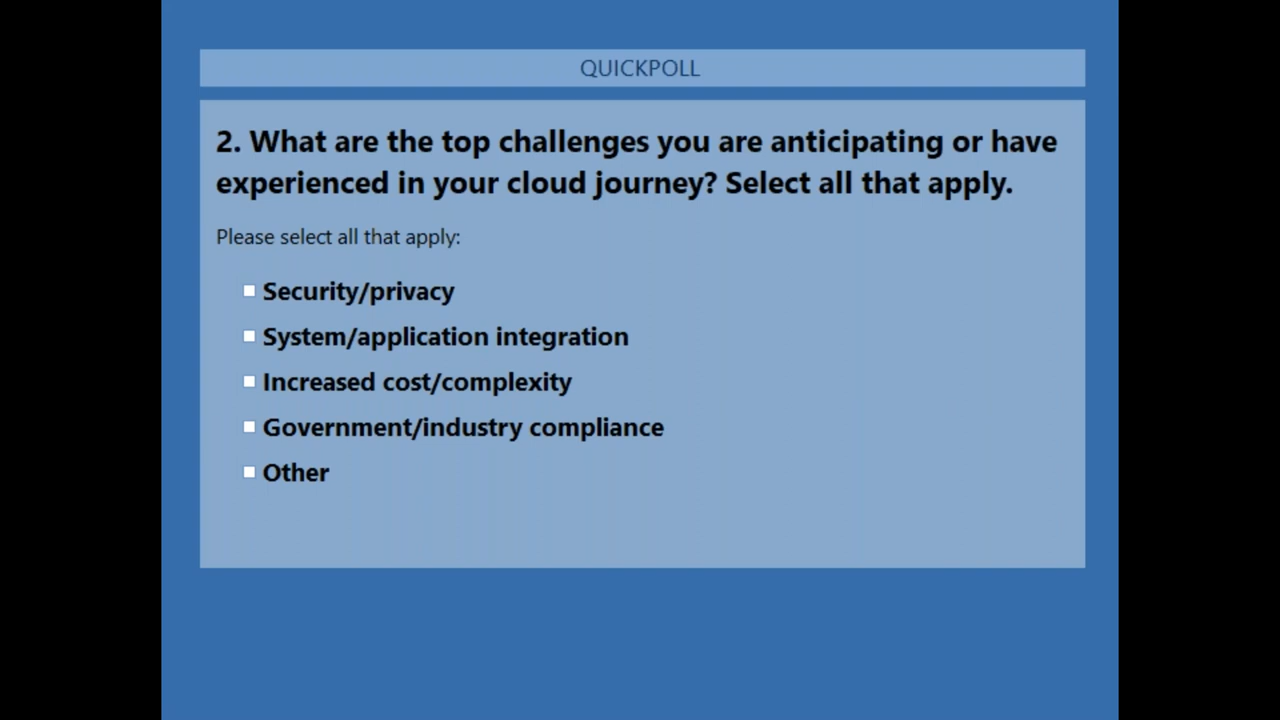 QUICKPOLL
2. What are the top challenges you are anticipating or have
experienced in your cloud journey? Select all that apply.
Please select all that apply:
Security/privacy
System/application integration
Increased cost/complexity
Government/industry compliance
Other